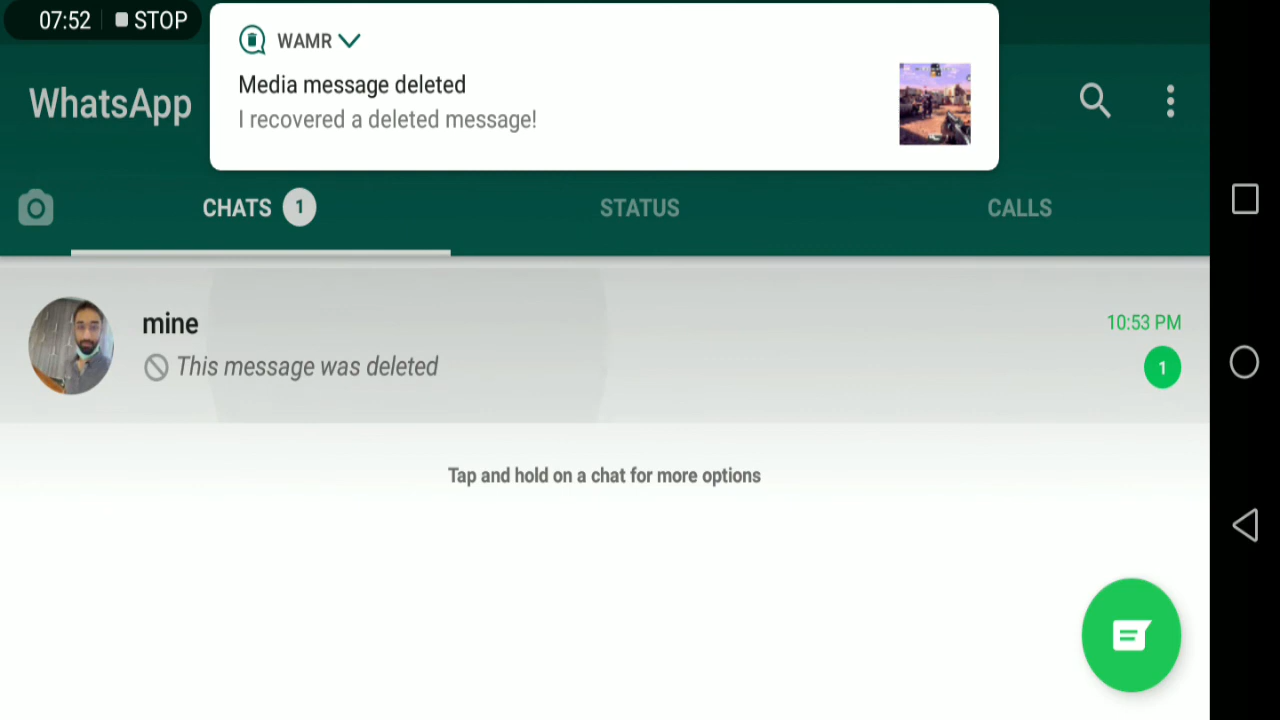 07:52 STOP
WAMR
Media message deleted
I recovered a deleted message!
WhatsApp
CHATS 1
STATUS
CALLS
mine
10:53 PM
This message was deleted
1
Tap and hold on a chat for more options